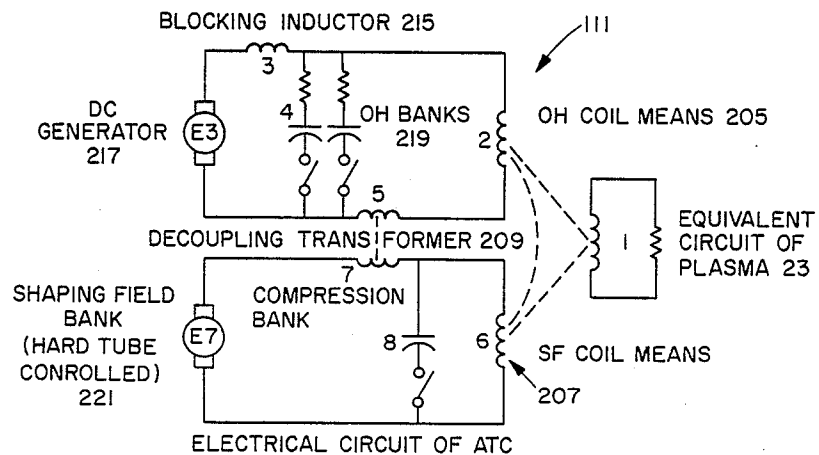 BLOCKING INDUCTOR 215
111
3
DC
GENERATOR
217
E3
4
OH BANKS
219
2
OH COIL MEANS 205
5
DECOUPLING TRANSFORMER 209
1
EQUIVALENT
CIRCUIT OF
PLASMA 23
7
COMPRESSION
BANK
SHAPING FIELD
BANK
(HARD TUBE
CONROLLED)
221
E7
8
6
SF COIL MEANS
207
ELECTRICAL CIRCUIT OF ATC